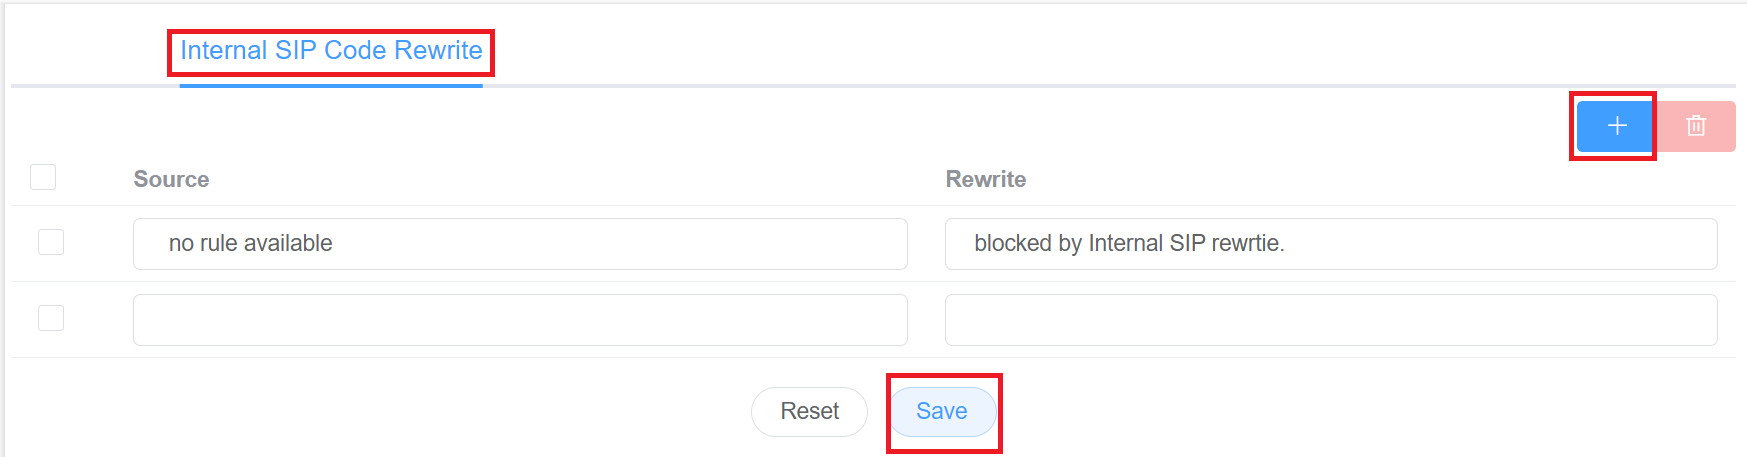 Internal SIP Code Rewrite
Source Rewrite
no rule available blocked by Internal SIP rewrtie.
Reset Save